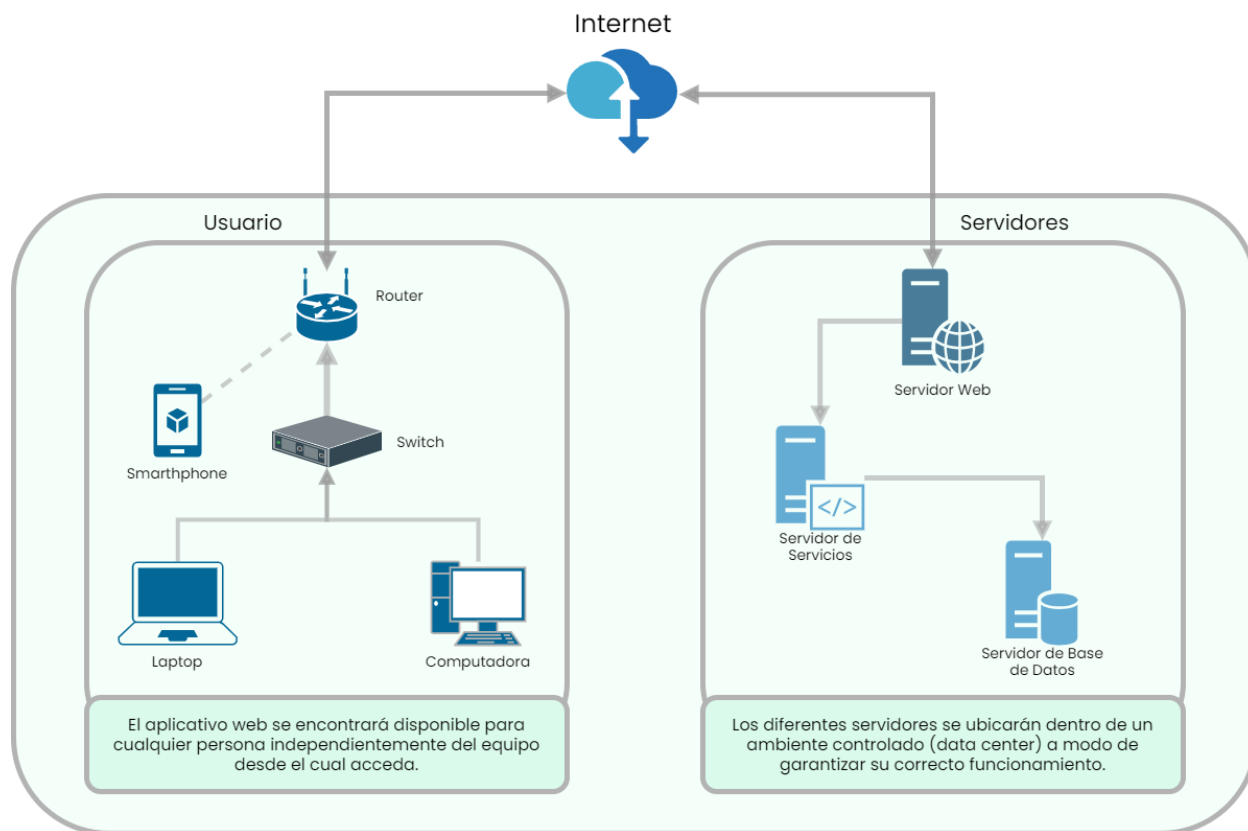 Internet
Usuario
Servidores
Router
Servidor Web
Switch
Smarthphone
</>
Servidor de
Servicios
Laptop
Computadora
Servidor de Base
de Datos
El aplicativo web se encontrará disponible para
cualquier persona independientemente del equipo
desde el cual acceda.
Los diferentes servidores se ubicarán dentro de un
ambiente controlado (data center) a modo de
garantizar su correcto funcionamiento.